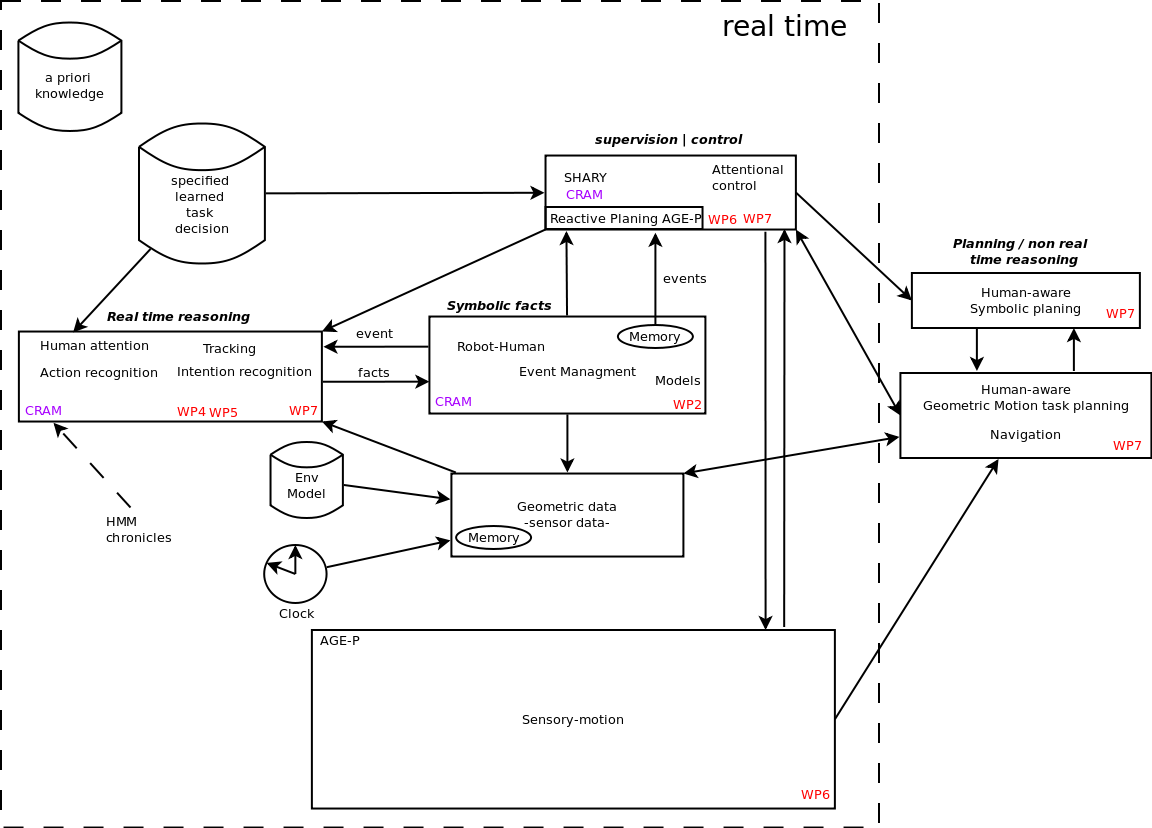 real time
a priori
knowledge
specified
learned
task
decision
supervision | control
SHARY
CRAM
Attentional
control
Reactive Planing AGE-P
WP6 WP7
events
Planning / non real
time reasoning
Human-aware
Symbolic planing
WP7
Real time reasoning
Human attention
Tracking
Action recognition
Intention recognition
CRAM
WP4 WP5
WP7
event
facts
Symbolic facts
Memory
Robot-Human
Event Managment
Models
CRAM
WP2
Human-aware
Geometric Motion task planning
Navigation
WP7
Env
Model
HMM
chronicles
Geometric data
-sensor data-
Memory
Clock
AGE-P
Sensory-motion
WP6